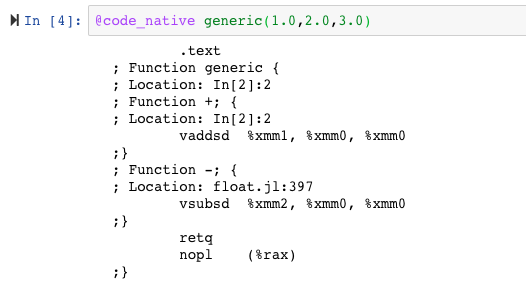 In [4]: @code_native generic(1.0,2.0,3.0)
.text
; Function generic {
; Location: In[2]:2
; Function +; {
; Location: In[2]:2
vaddsd %xmm1, %xmm0, %xmm0
;}
; Function -; {
; Location: float.jl:397
vsubsd %xmm2, %xmm0, %xmm0
;}
retq
nopl (%rax)
;}